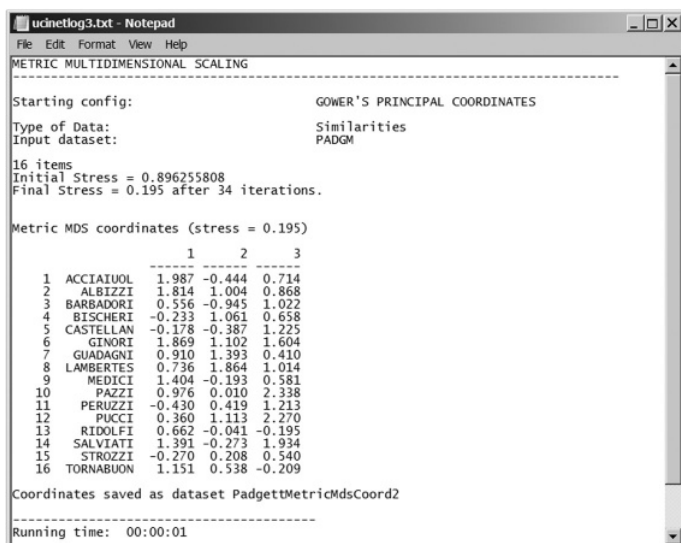 ucinetlog3.txt - Notepad
File Edit Format View Help
METRIC MULTIDIMENSIONAL SCALING
--------------------------------------------------------------------------------
Starting config: GOWER'S PRINCIPAL COORDINATES
Type of Data: Similarities
Input dataset: PADGM
16 items
Initial Stress = 0.896255808
Final Stress = 0.195 after 34 iterations.
Metric MDS coordinates (stress = 0.195)
1 2 3
------ ------ ------
1 ACCIAIUOL 1.987 -0.444 0.714
2 ALBIZZI 1.814 1.004 0.868
3 BARBADORI 0.556 -0.945 1.022
4 BISCHERI -0.233 1.061 0.658
5 CASTELLAN -0.178 -0.387 1.225
6 GINORI 1.869 1.102 1.604
7 GUADAGNI 0.910 1.393 0.410
8 LAMBERTES 0.736 1.864 1.014
9 MEDICI 1.404 -0.193 0.581
10 PAZZI 0.976 0.010 2.338
11 PERUZZI -0.430 0.419 1.213
12 PUCCI 0.360 1.113 2.270
13 RIDOLFI 0.662 -0.041 -0.195
14 SALVIATI 1.391 -0.273 1.934
15 STROZZI -0.270 0.208 0.540
16 TORNABUON 1.151 0.538 -0.209
Coordinates saved as dataset PadgettMetricMdsCoord2
----------------------------------------
Running time: 00:00:01